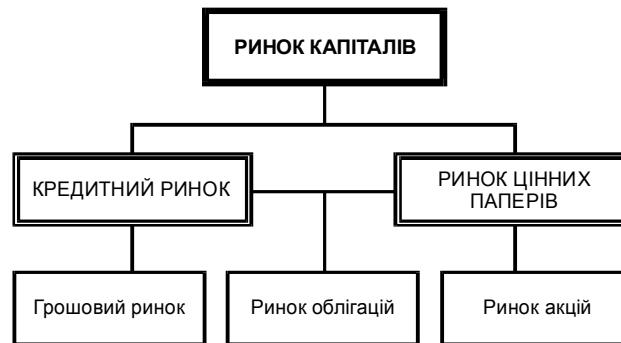 РИНОК КАПІТАЛІВ
КРЕДИТНИЙ РИНОК
РИНОК ЦІННИХ
ПАПЕРІВ
Грошовий ринок
Ринок облігацій
Ринок акцій